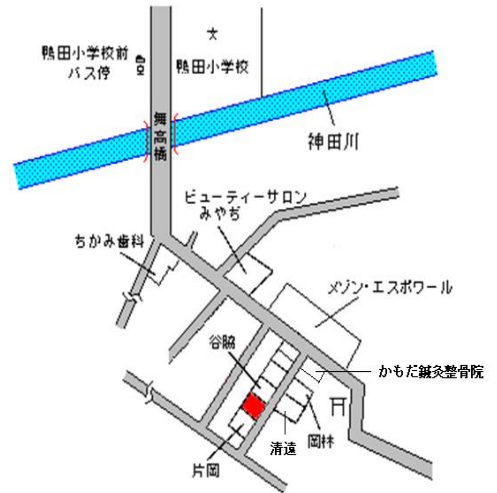 鴨田小学校前
バス停
文
鴨田小学校
舞高橋
神田川
ビューティーサロン
みやぢ
ちかみ歯科
メゾン・エスポワール
谷脇
かもだ鍼灸整骨院
岡林
清遠
片岡